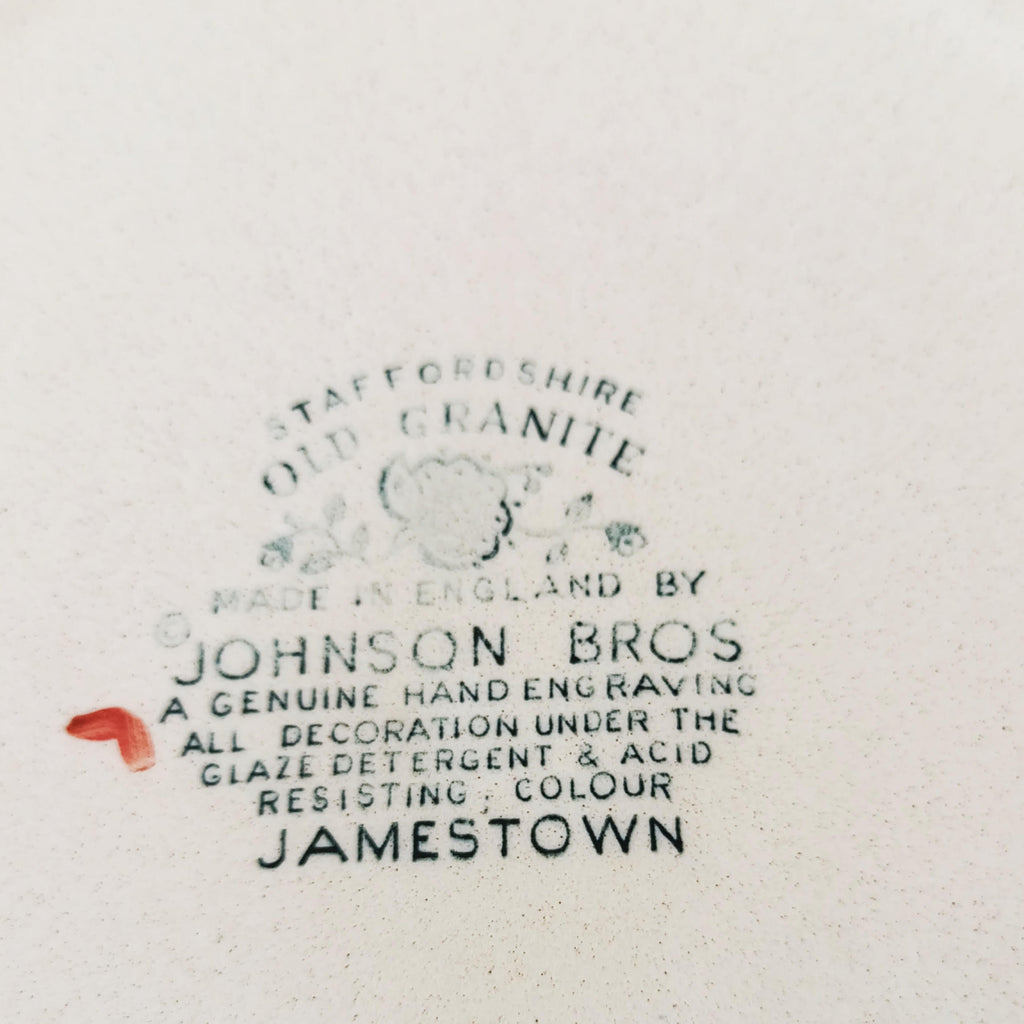 STAFFORDSHIRE
OLD GRANITE
MADE IN ENGLAND BY
© JOHNSON BROS
A GENUINE HAND ENGRAVING
ALL DECORATION UNDER THE
GLAZE DETERGENT & ACID
RESISTING, COLOUR
JAMESTOWN